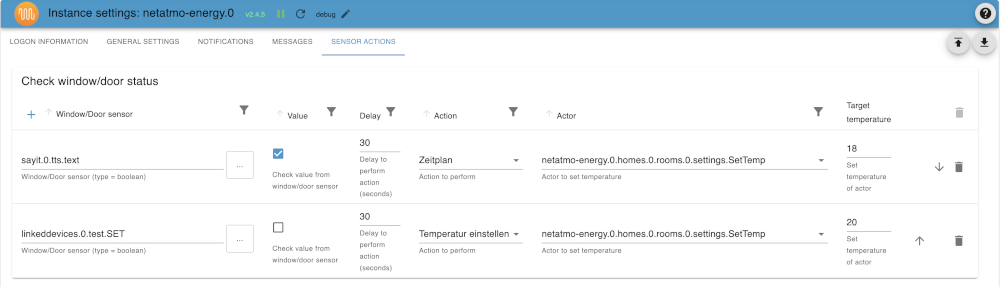 Instance settings: netatmo-energy.0 v2.4.5 debug
LOGON INFORMATION GENERAL SETTINGS NOTIFICATIONS MESSAGES SENSOR ACTIONS
Check window/door status
+ Window/Door sensor Value Delay Action Actor Target temperature
sayit.0.tts.text ... 30 Zeitplan netatmo-energy.0.homes.0.rooms.0.settings.SetTemp 18
Window/Door sensor (type = boolean) Check value from window/door sensor Delay to perform action (seconds) Action to perform Actor to set temperature Set temperature of actor
linkeddevices.0.test.SET ... 30 Temperatur einstellen netatmo-energy.0.homes.0.rooms.0.settings.SetTemp 20
Window/Door sensor (type = boolean) Check value from window/door sensor Delay to perform action (seconds) Action to perform Actor to set temperature Set temperature of actor